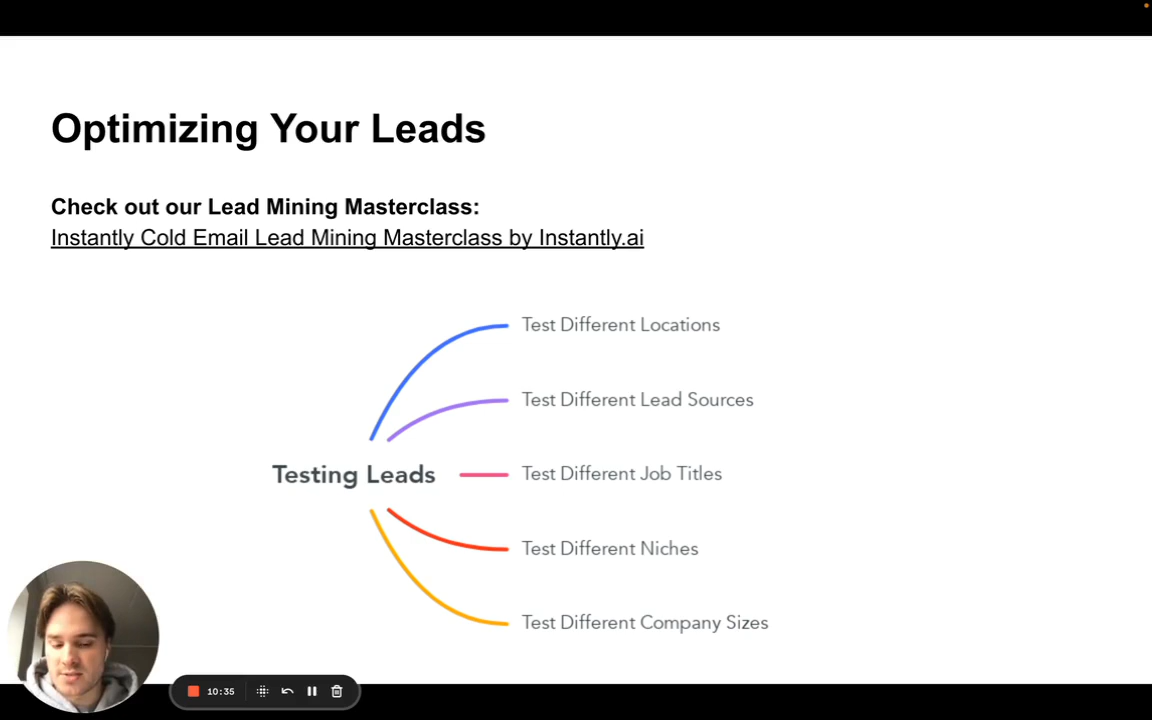 Optimizing Your Leads
Check out our Lead Mining Masterclass:
Instantly Cold Email Lead Mining Masterclass by Instantly.ai
Test Different Locations
Test Different Lead Sources
Testing Leads
Test Different Job Titles
Test Different Niches
Test Different Company Sizes
10:35